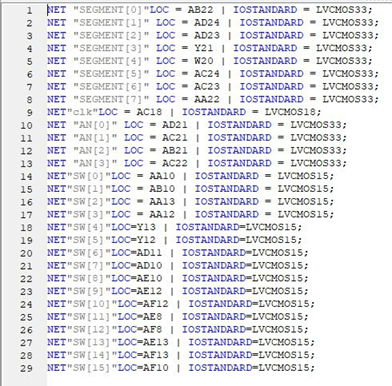 1 NET "SEGMENT[0]"LOC = AB22 | IOSTANDARD = LVCMOS33;
2 NET "SEGMENT[1]" LOC = AD24 | IOSTANDARD = LVCMOS33;
3 NET "SEGMENT[2]" LOC = AD23 | IOSTANDARD = LVCMOS33;
4 NET "SEGMENT[3]" LOC = Y21 | IOSTANDARD = LVCMOS33;
5 NET "SEGMENT[4]" LOC = W20 | IOSTANDARD = LVCMOS33;
6 NET "SEGMENT[5]" LOC = AC24 | IOSTANDARD = LVCMOS33;
7 NET "SEGMENT[6]" LOC = AC23 | IOSTANDARD = LVCMOS33;
8 NET "SEGMENT[7]" LOC = AA22 | IOSTANDARD = LVCMOS33;
9 NET"clk"LOC = AC18 | IOSTANDARD = LVCMOS18;
10 NET "AN[0]" LOC = AD21 | IOSTANDARD = LVCMOS33;
11 NET "AN[1]" LOC = AC21 | IOSTANDARD = LVCMOS33;
12 NET "AN[2]" LOC = AB21 | IOSTANDARD = LVCMOS33;
13 NET "AN[3]" LOC = AC22 | IOSTANDARD = LVCMOS33;
14 NET"SW[0]"LOC = AA10 | IOSTANDARD = LVCMOS15;
15 NET"SW[1]"LOC = AB10 | IOSTANDARD = LVCMOS15;
16 NET"SW[2]"LOC = AA13 | IOSTANDARD = LVCMOS15;
17 NET"SW[3]"LOC = AA12 | IOSTANDARD = LVCMOS15;
18 NET"SW[4]"LOC=Y13 | IOSTANDARD=LVCMOS15;
19 NET"SW[5]"LOC=Y12 | IOSTANDARD=LVCMOS15;
20 NET"SW[6]"LOC=AD11 | IOSTANDARD=LVCMOS15;
21 NET"SW[7]"LOC=AD10 | IOSTANDARD=LVCMOS15;
22 NET"SW[8]"LOC=AE10 | IOSTANDARD=LVCMOS15;
23 NET"SW[9]"LOC=AE12 | IOSTANDARD=LVCMOS15;
24 NET"SW[10]"LOC=AF12 | IOSTANDARD=LVCMOS15;
25 NET"SW[11]"LOC=AE8 | IOSTANDARD=LVCMOS15;
26 NET"SW[12]"LOC=AF8 | IOSTANDARD=LVCMOS15;
27 NET"SW[13]"LOC=AE13 | IOSTANDARD=LVCMOS15;
28 NET"SW[14]"LOC=AF13 | IOSTANDARD=LVCMOS15;
29 NET"SW[15]"LOC=AF10 | IOSTANDARD=LVCMOS15;